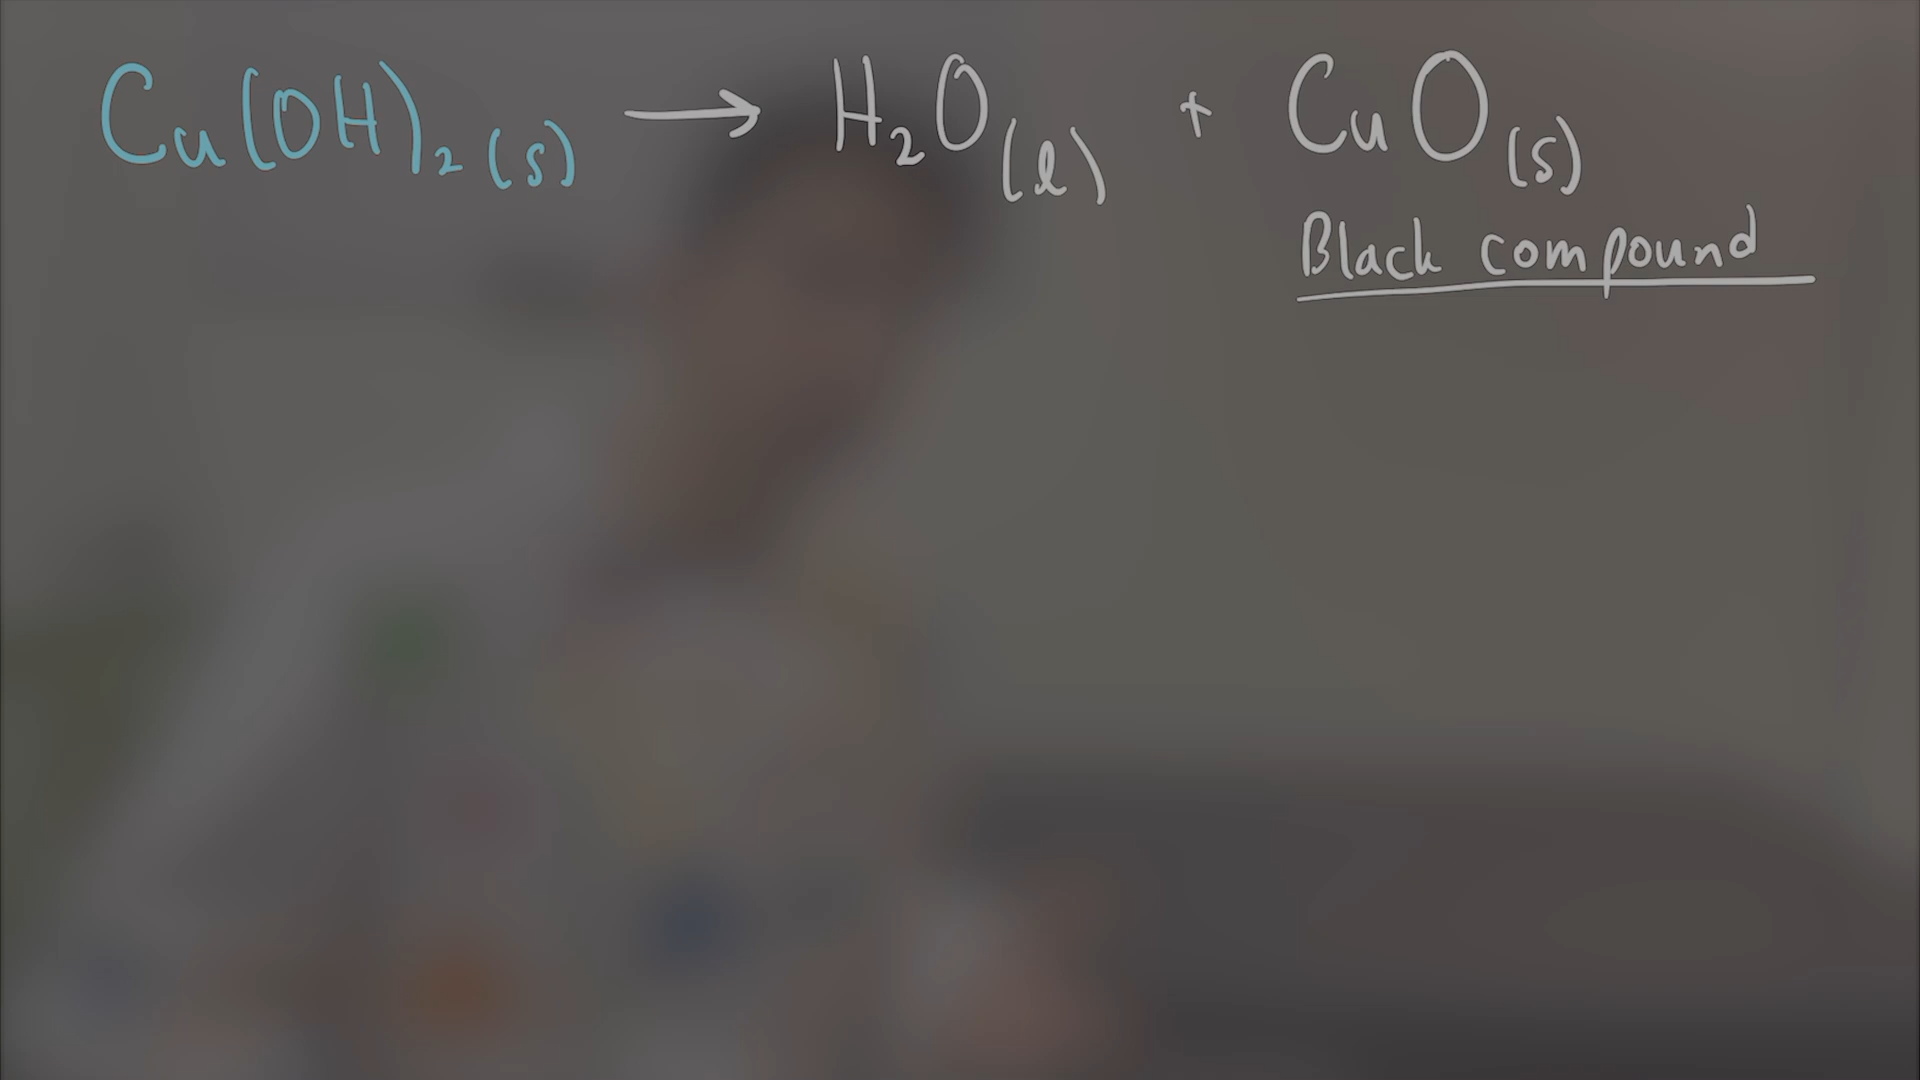 Cu(OH)₂(s) → H₂O(l) + CuO(s)
Black compound